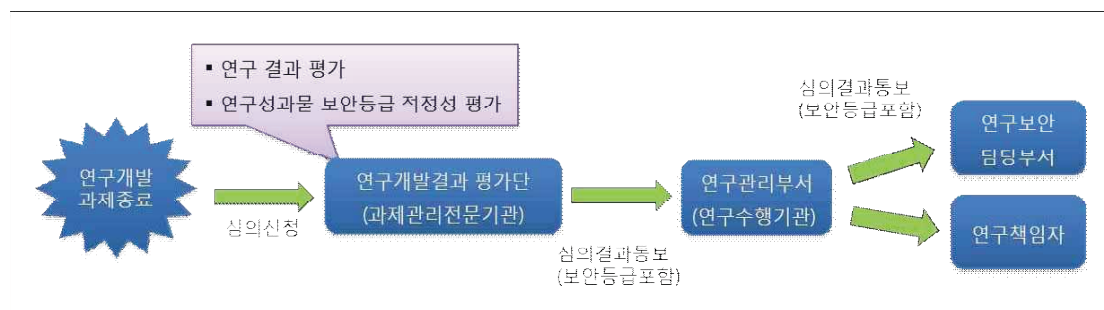 ▪ 연구 결과 평가
▪ 연구성과물 보안등급 적정성 평가
연구개발
과제종료
심의신청
연구개발결과 평가단
(과제관리전문기관)
심의결과통보
(보안등급포함)
연구관리부서
(연구수행기관)
심의결과통보
(보안등급포함)
연구보안
담당부서
연구책임자